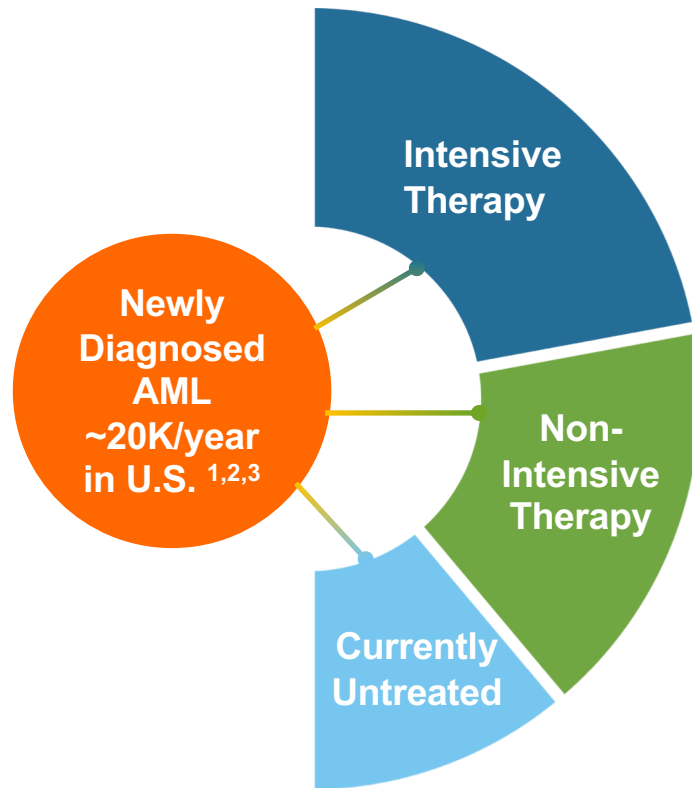 Newly
Diagnosed
AML
~20K/year
in U.S. 1,2,3
Intensive
Therapy
Non-
Intensive
Therapy
Currently
Untreated